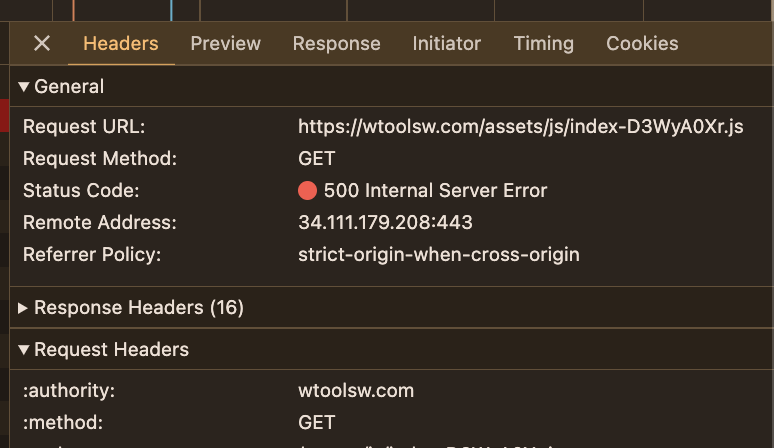 Headers Preview Response Initiator Timing Cookies
General
Request URL: https://wtoolsw.com/assets/js/index-D3WyA0Xr.js
Request Method: GET
Status Code: 500 Internal Server Error
Remote Address: 34.111.179.208:443
Referrer Policy: strict-origin-when-cross-origin
Response Headers (16)
Request Headers
:authority: wtoolsw.com
:method: GET